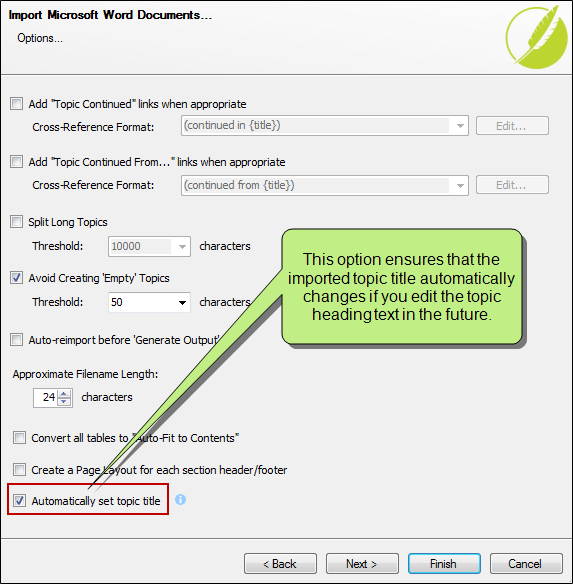 Import Microsoft Word Documents...
Options...
Add "Topic Continued" links when appropriate
Cross-Reference Format: (continued in {title}) Edit...
Add "Topic Continued From..." links when appropriate
Cross-Reference Format: (continued from {title}) Edit...
Split Long Topics
Threshold: 10000 characters
Avoid Creating 'Empty' Topics
Threshold: 50 characters
This option ensures that the
imported topic title automatically
changes if you edit the topic
heading text in the future.
Auto-reimport before 'Generate Output'
Approximate Filename Length:
24 characters
Convert all tables to "Auto-Fit to Contents"
Create a Page Layout for each section header/footer
Automatically set topic title
< Back Next > Finish Cancel